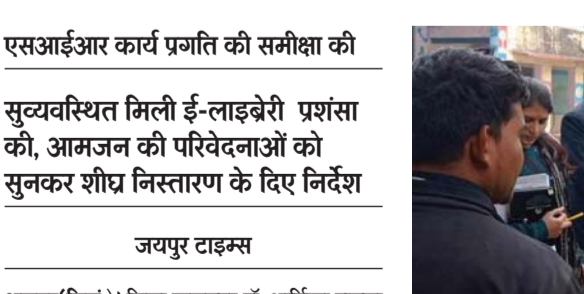 एसआईआर कार्य प्रगति की समीक्षा की
सुव्यवस्थित मिली ई-लाइब्रेरी प्रशंसा
की, आमजन की परिवेदनाओं को
सुनकर शीघ्र निस्तारण के दिए निर्देश
जयपुर टाइम्स